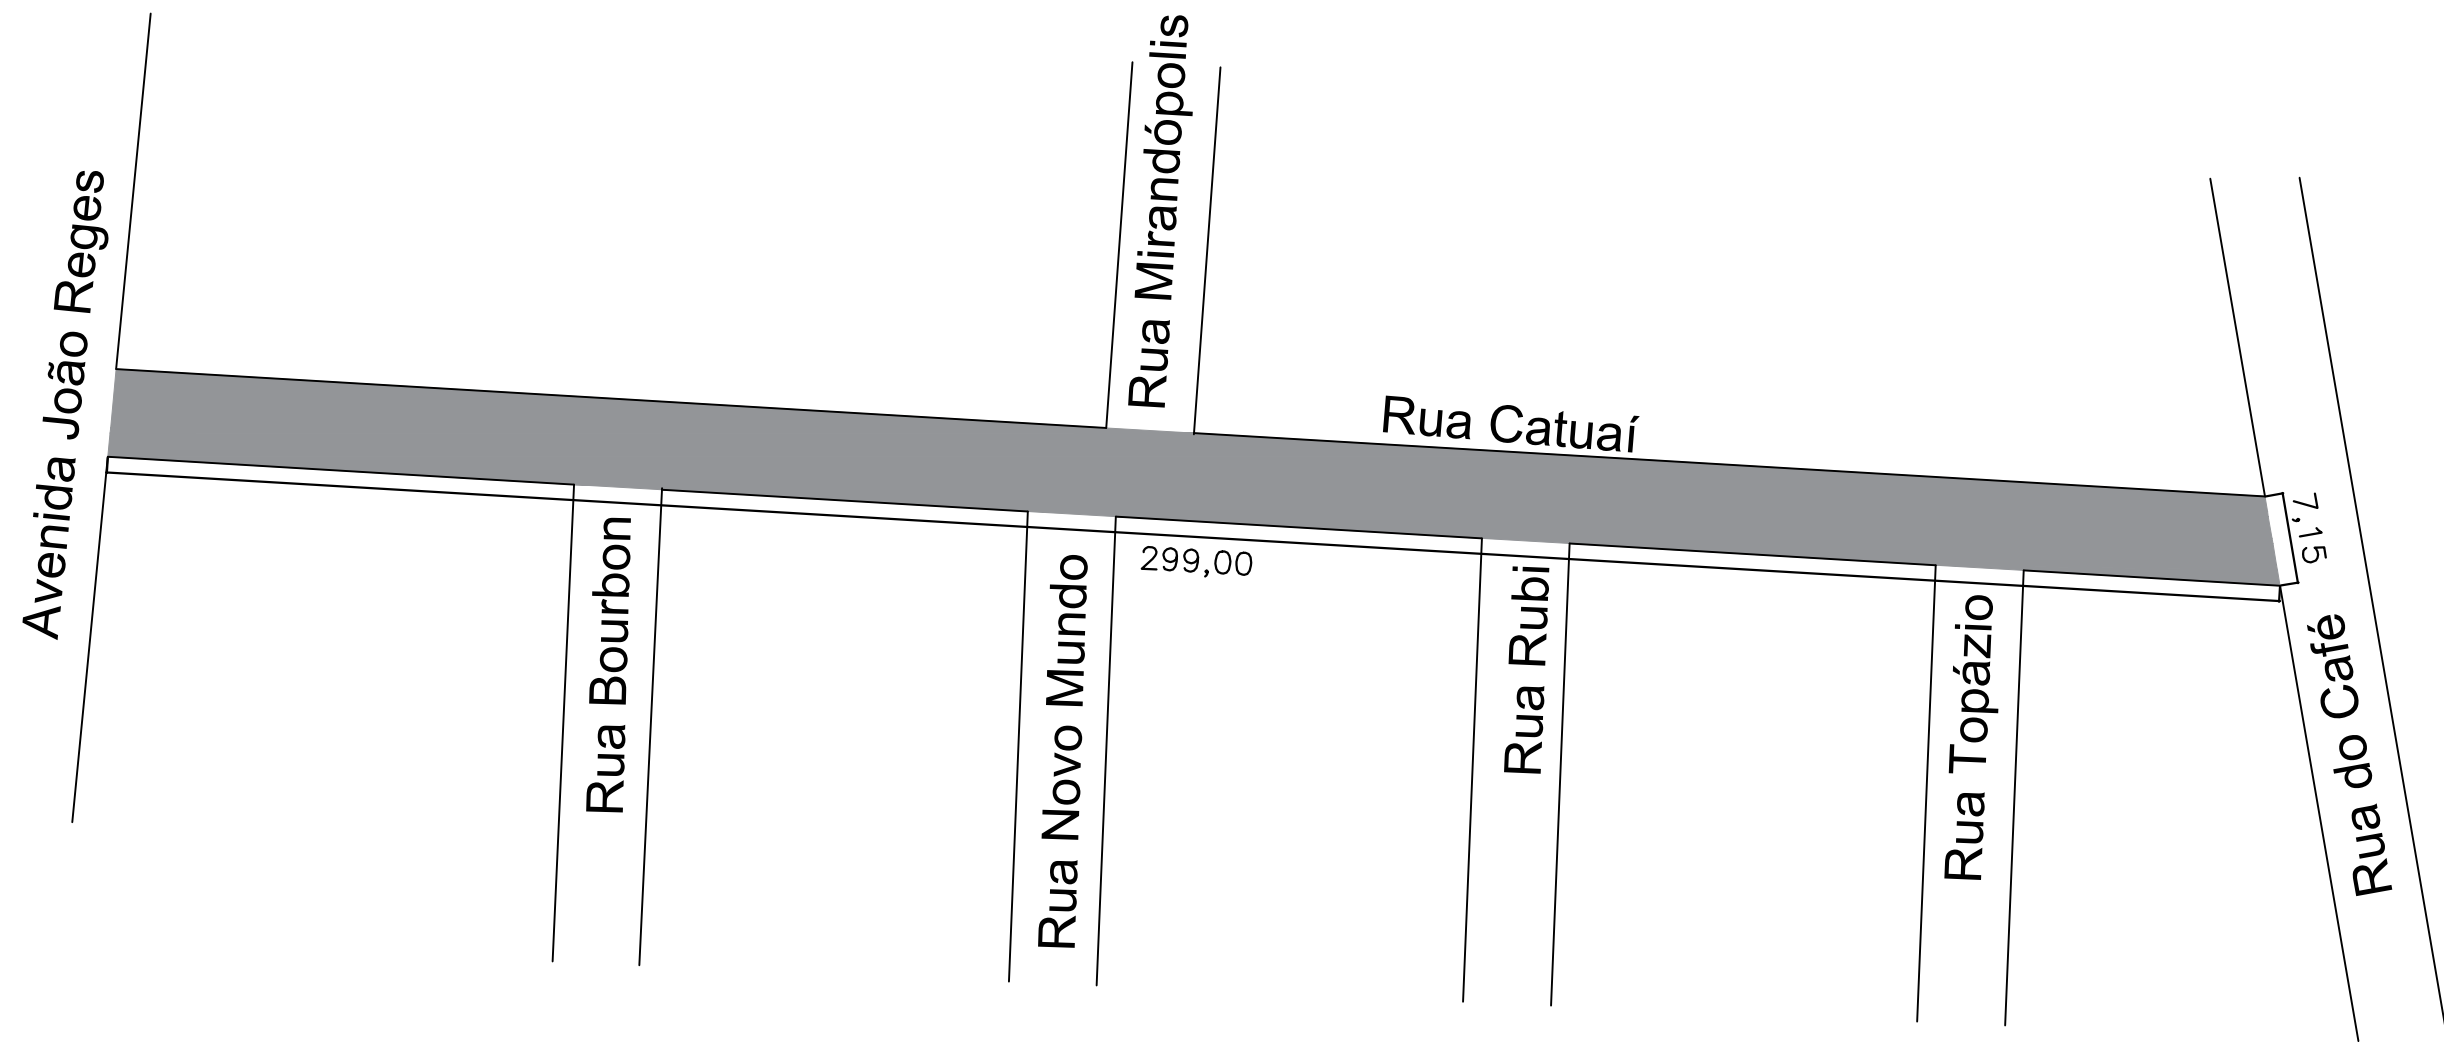 Avenida João Reges
Rua Mirandópolis
Rua Catuaí
7,15
299,00
Rua Bourbon
Rua Novo Mundo
Rua Rubi
Rua Topázio
Rua do Café